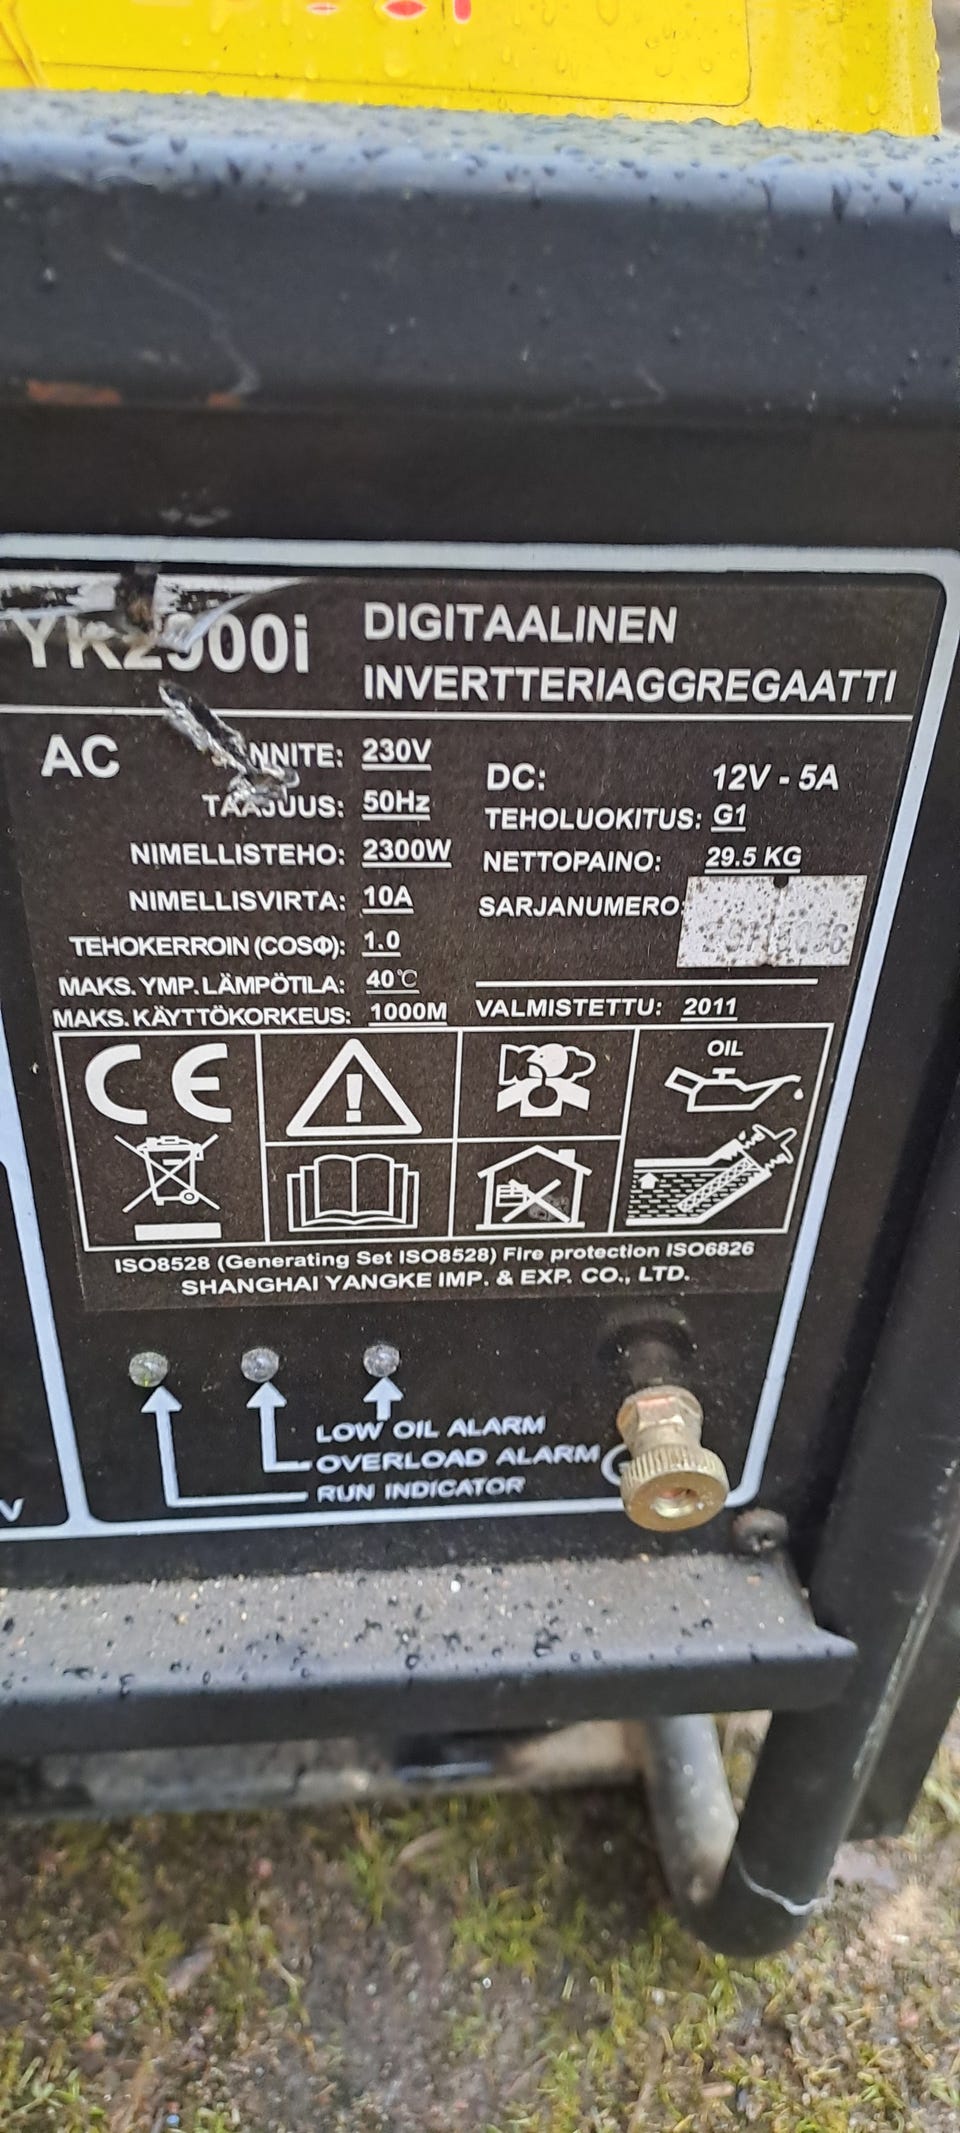 DIGITAALINEN
INVERTTERIAGGREGAATTI
AC
JÄNNITE: 230V
TAAJUUS: 50Hz
NIMELLISTEHO: 2300W
NIMELLISVIRTA: 10A
TEHOKERROIN (COSΦ): 1.0
MAKS. YMP. LÄMPÖTILA: 40℃
MAKS. KÄYTTÖKORKEUS: 1000M
DC: 12V - 5A
TEHOLUOKITUS: G1
NETTOPAINO: 29.5 KG
SARJANUMERO:
VALMISTETTU: 2011
CE
OIL
ISO8528 (Generating Set ISO8528) Fire protection ISO6826
SHANGHAI YANGKE IMP. & EXP. CO., LTD.
LOW OIL ALARM
OVERLOAD ALARM
RUN INDICATOR
V